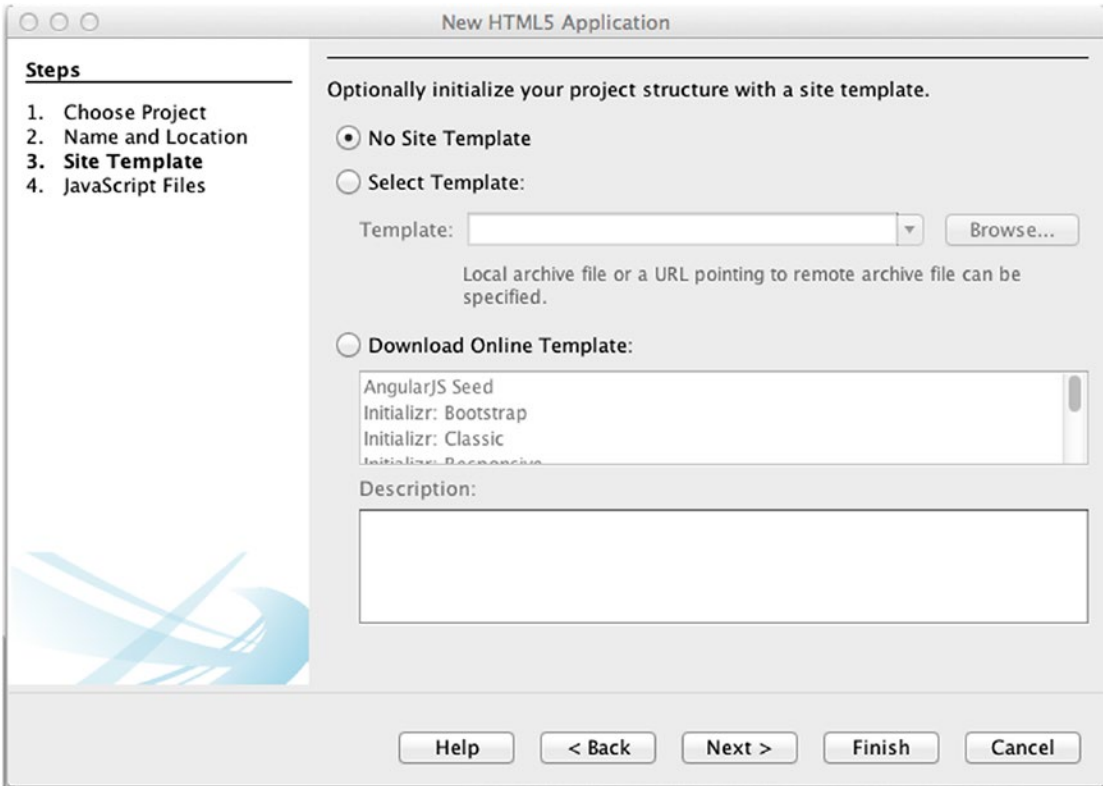 New HTML5 Application
Steps
1. Choose Project
2. Name and Location
3. Site Template
4. JavaScript Files
Optionally initialize your project structure with a site template.
No Site Template
Select Template:
Template:
Browse...
Local archive file or a URL pointing to remote archive file can be
specified.
Download Online Template:
AngularJS Seed
Initializr: Bootstrap
Initializr: Classic
Initializr: Responsive
Description:
Help
< Back
Next >
Finish
Cancel